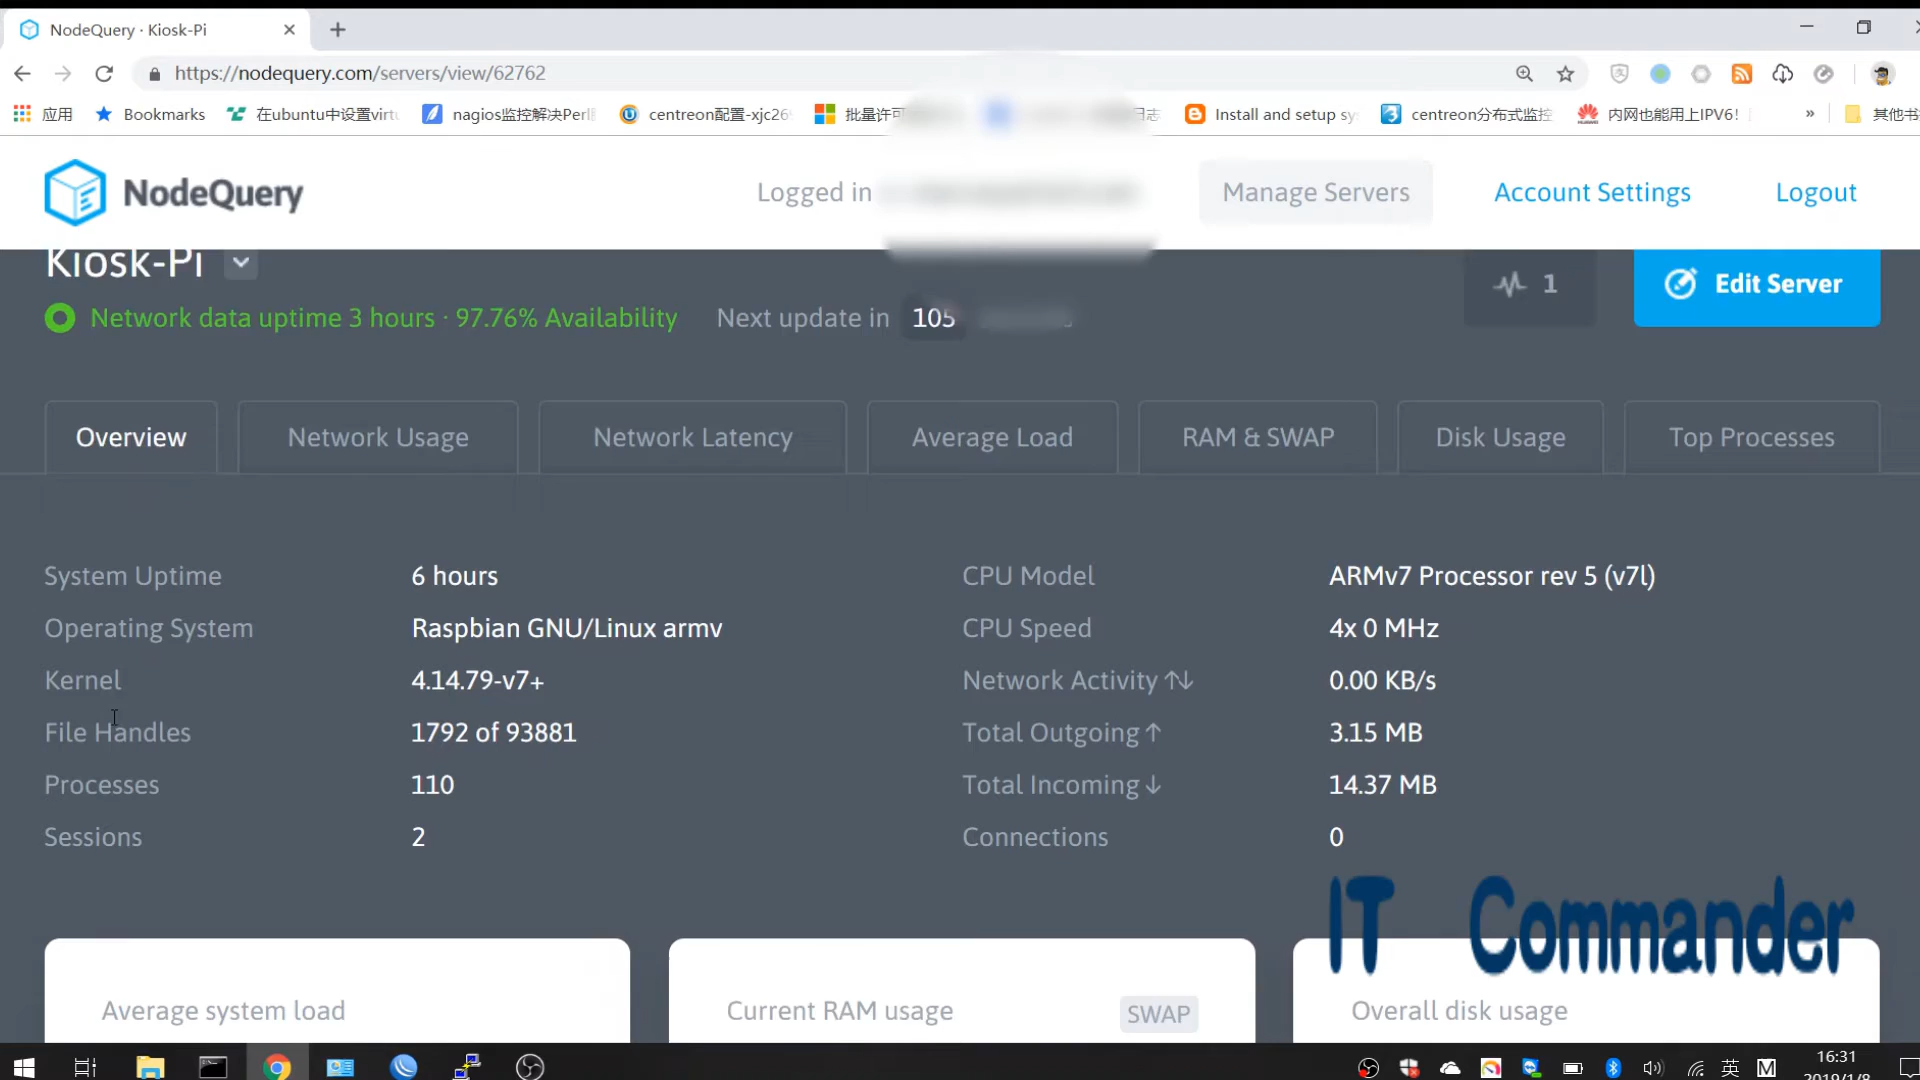 NodeQuery · Kiosk-Pi
https://nodequery.com/servers/view/62762
应用 Bookmarks 在ubuntu中设置virt nagios监控解决Perl centreon配置-xjc26 批量许可 日志 Install and setup sy centreon分布式监控 内网也能用上IPV6! » 其他书
NodeQuery Logged in Manage Servers Account Settings Logout
Kiosk-Pi 1 Edit Server
Network data uptime 3 hours · 97.76% Availability Next update in 105
Overview Network Usage Network Latency Average Load RAM & SWAP Disk Usage Top Processes
System Uptime 6 hours CPU Model ARMv7 Processor rev 5 (v7l)
Operating System Raspbian GNU/Linux armv CPU Speed 4x 0 MHz
Kernel 4.14.79-v7+ Network Activity ↑↓ 0.00 KB/s
File Handles 1792 of 93881 Total Outgoing ↑ 3.15 MB
Processes 110 Total Incoming ↓ 14.37 MB
Sessions 2 Connections 0
IT Commander
Average system load Current RAM usage SWAP Overall disk usage
英 M 16:31
2019/1/8